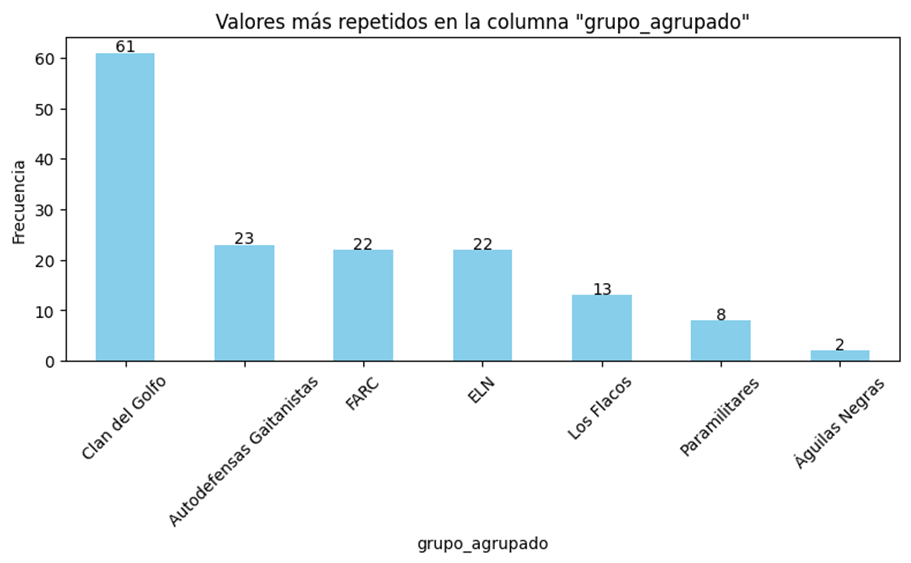 Valores más repetidos en la columna "grupo_agrupado"
Frecuencia
60
50
40
30
20
10
0
61
23
22
22
13
8
2
Clan del Golfo
Autodefensas Gaitanistas
FARC
ELN
Los Flacos
Paramilitares
Águilas Negras
grupo_agrupado